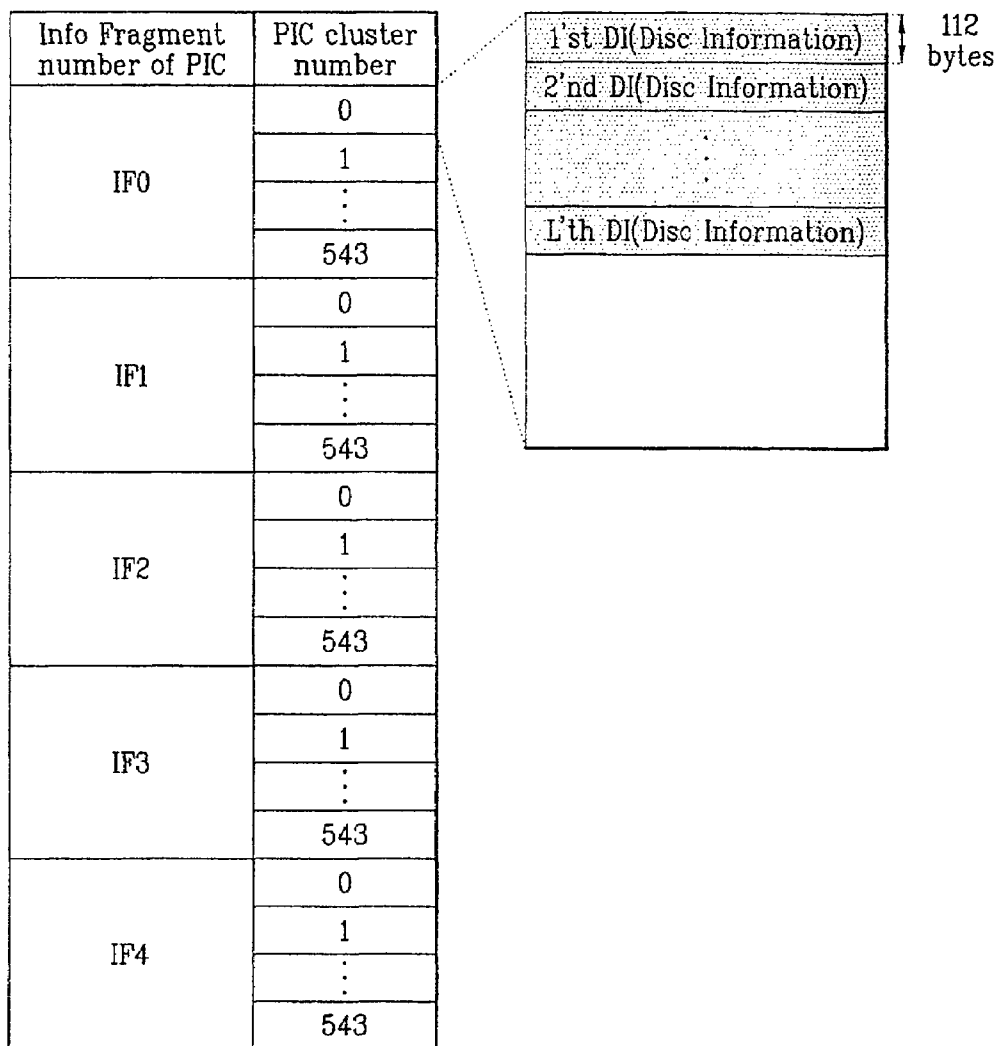 Info Fragment
number of PIC
PIC cluster
number
IF0
0
1
⋮
543
IF1
0
1
⋮
543
IF2
0
1
⋮
543
IF3
0
1
⋮
543
IF4
0
1
⋮
543
1'st DI(Disc Information)
2'nd DI(Disc Information)
⋮
L'th DI(Disc Information)
112
bytes